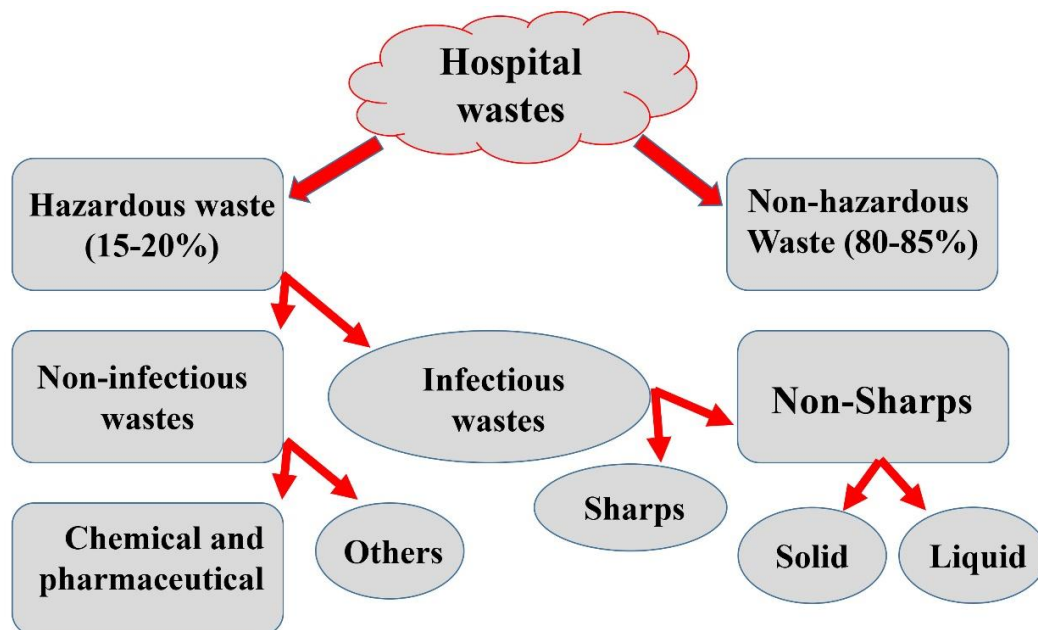 Hospital
wastes
Hazardous waste
(15-20%)
Non-hazardous
Waste (80-85%)
Non-infectious
wastes
Infectious
wastes
Non-Sharps
Chemical and
pharmaceutical
Others
Sharps
Solid
Liquid